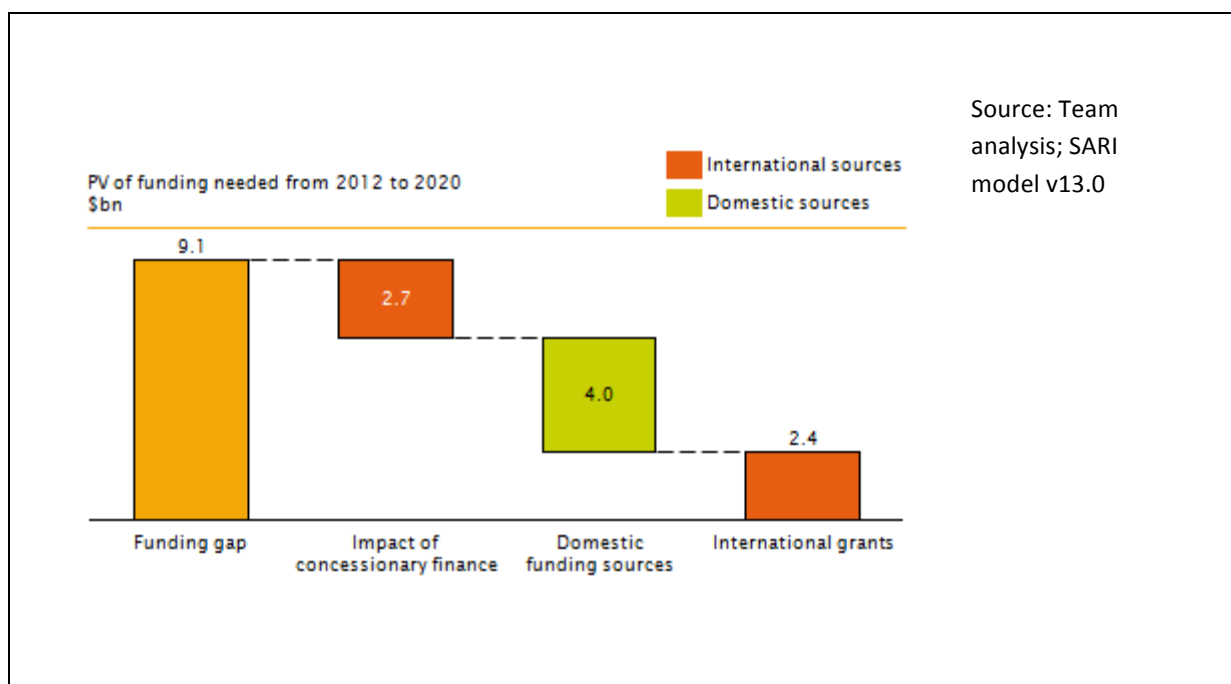 Source: Team
analysis; SARI
model v13.0
PV of funding needed from 2012 to 2020
$bn
International sources
Domestic sources
9.1
2.7
4.0
2.4
Funding gap
Impact of
concessionary finance
Domestic
funding sources
International grants